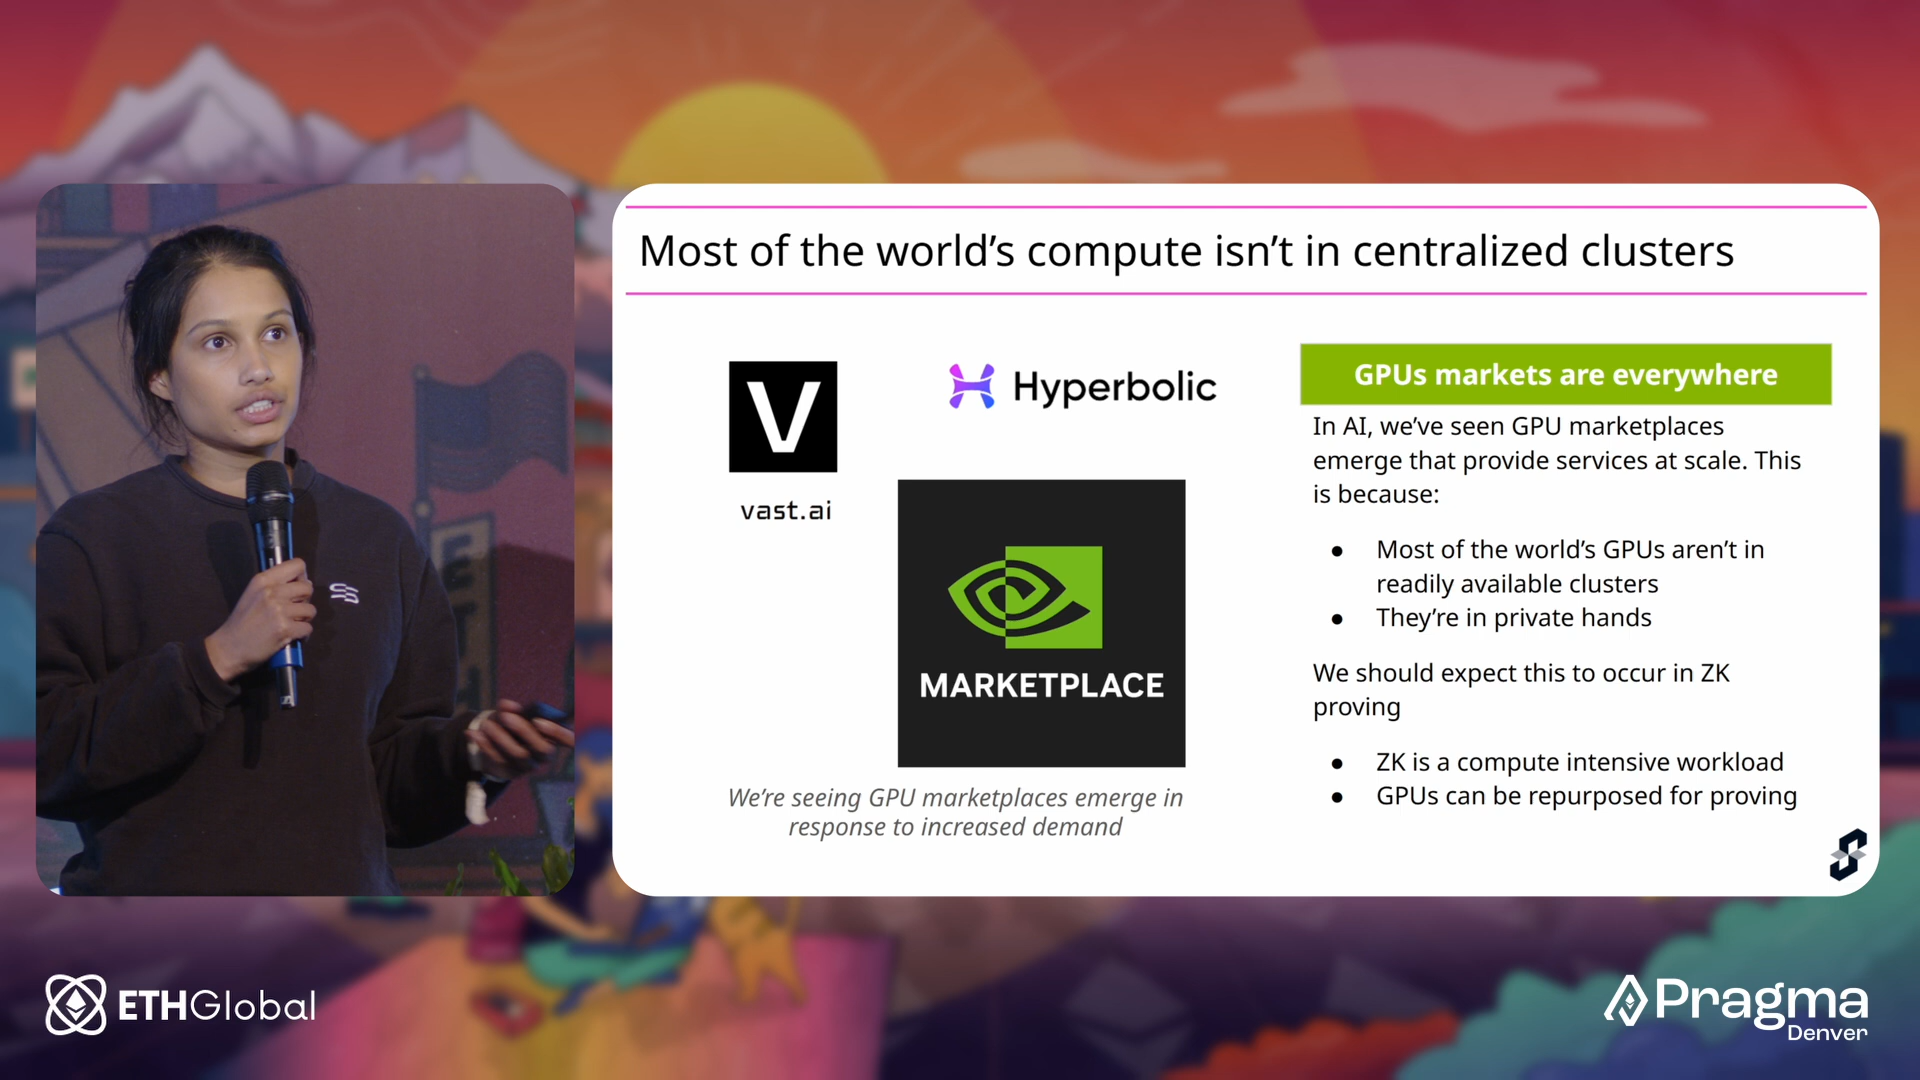 Most of the world's compute isn't in centralized clusters
V
vast.ai
Hyperbolic
MARKETPLACE
We're seeing GPU marketplaces emerge in
response to increased demand
GPUs markets are everywhere
In AI, we've seen GPU marketplaces
emerge that provide services at scale. This
is because:
● Most of the world's GPUs aren't in
readily available clusters
● They're in private hands
We should expect this to occur in ZK
proving
● ZK is a compute intensive workload
● GPUs can be repurposed for proving
ETH
ETHGlobal
Pragma
Denver